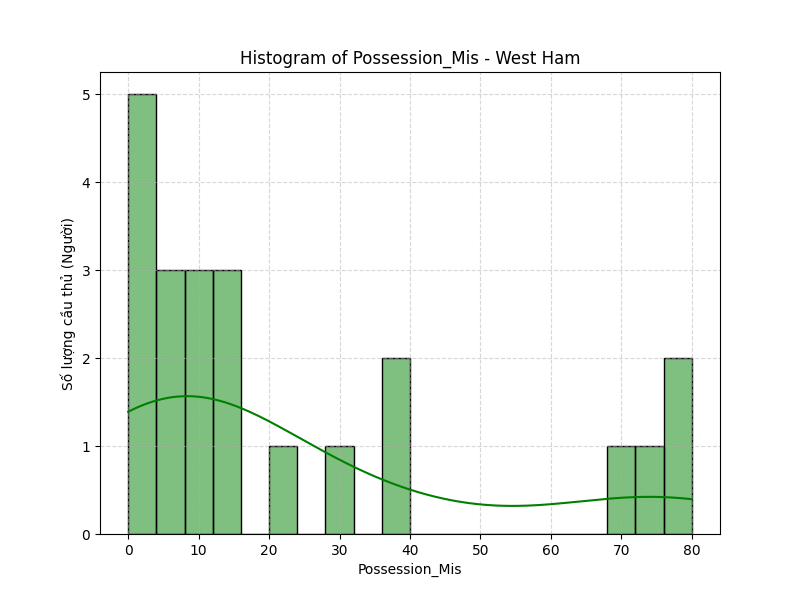 Histogram of Possession_Mis - West Ham
Số lượng cầu thủ (Người)
5
4
3
2
1
0
0 10 20 30 40 50 60 70 80
Possession_Mis